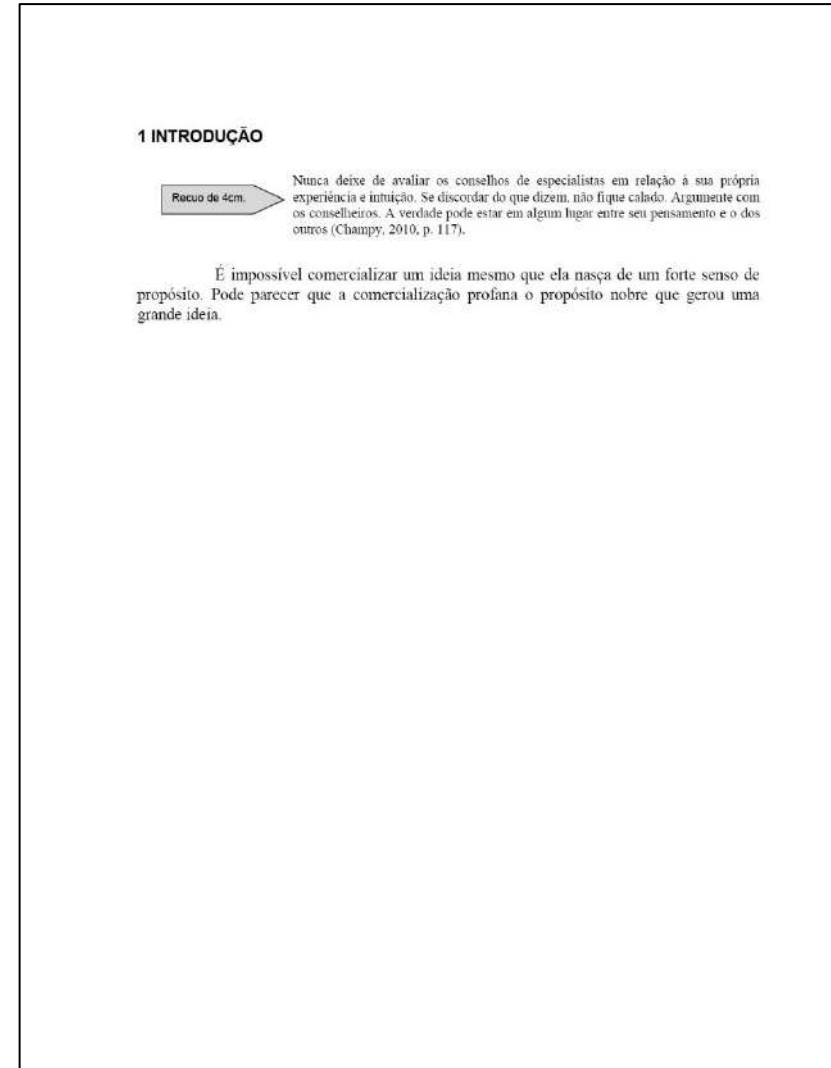 1 INTRODUÇÃO
Recuo de 4cm.
Nunca deixe de avaliar os conselhos de especialistas em relação à sua própria
experiência e intuição. Se discordar do que dizem, não fique calado. Argumente com
os conselheiros. A verdade pode estar em algum lugar entre seu pensamento e o dos
outros (Champy, 2010, p. 117).
É impossível comercializar um ideia mesmo que ela nasça de um forte senso de
propósito. Pode parecer que a comercialização profana o propósito nobre que gerou uma
grande ideia.